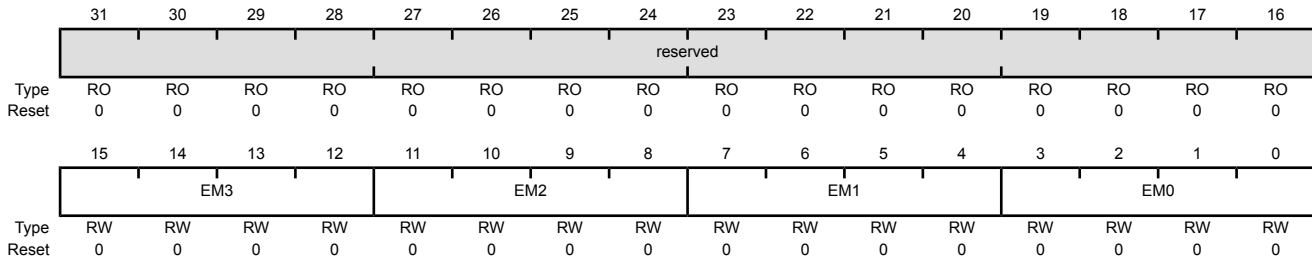 31 30 29 28 27 26 25 24 23 22 21 20 19 18 17 16
reserved
Type RO RO RO RO RO RO RO RO RO RO RO RO RO RO RO RO
Reset 0 0 0 0 0 0 0 0 0 0 0 0 0 0 0 0
15 14 13 12 11 10 9 8 7 6 5 4 3 2 1 0
EM3 EM2 EM1 EM0
Type RW RW RW RW RW RW RW RW RW RW RW RW RW RW RW RW
Reset 0 0 0 0 0 0 0 0 0 0 0 0 0 0 0 0